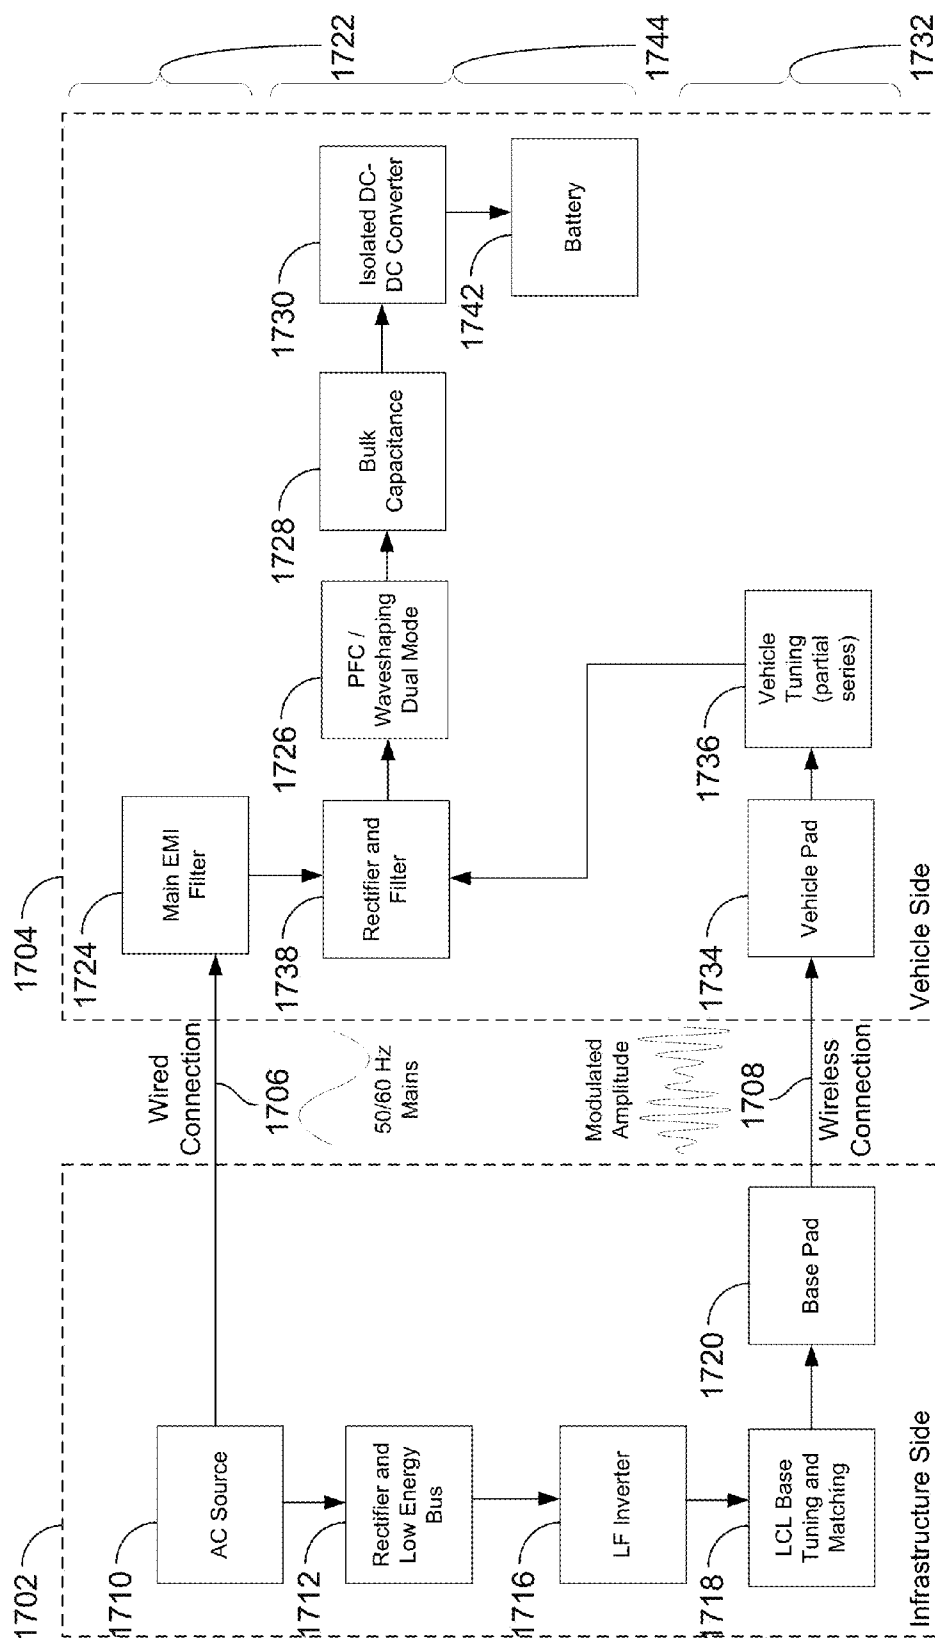 1702
1704
1710
AC Source
Wired
Connection
1706
50/60 Hz
Mains
1724
Main EMI
Filter
1722
1712
Rectifier and
Low Energy
Bus
1738
Rectifier and
Filter
1726
PFC /
Waveshaping
Dual Mode
1728
Bulk
Capacitance
1730
Isolated DC-
DC Converter
1744
1742
Battery
1716
LF Inverter
Modulated
Amplitude
1718
LCL Base
Tuning and
Matching
1720
Base Pad
1708
Wireless
Connection
1734
Vehicle Pad
1736
Vehicle
Tuning
(partial
series)
1732
Infrastructure Side
Vehicle Side